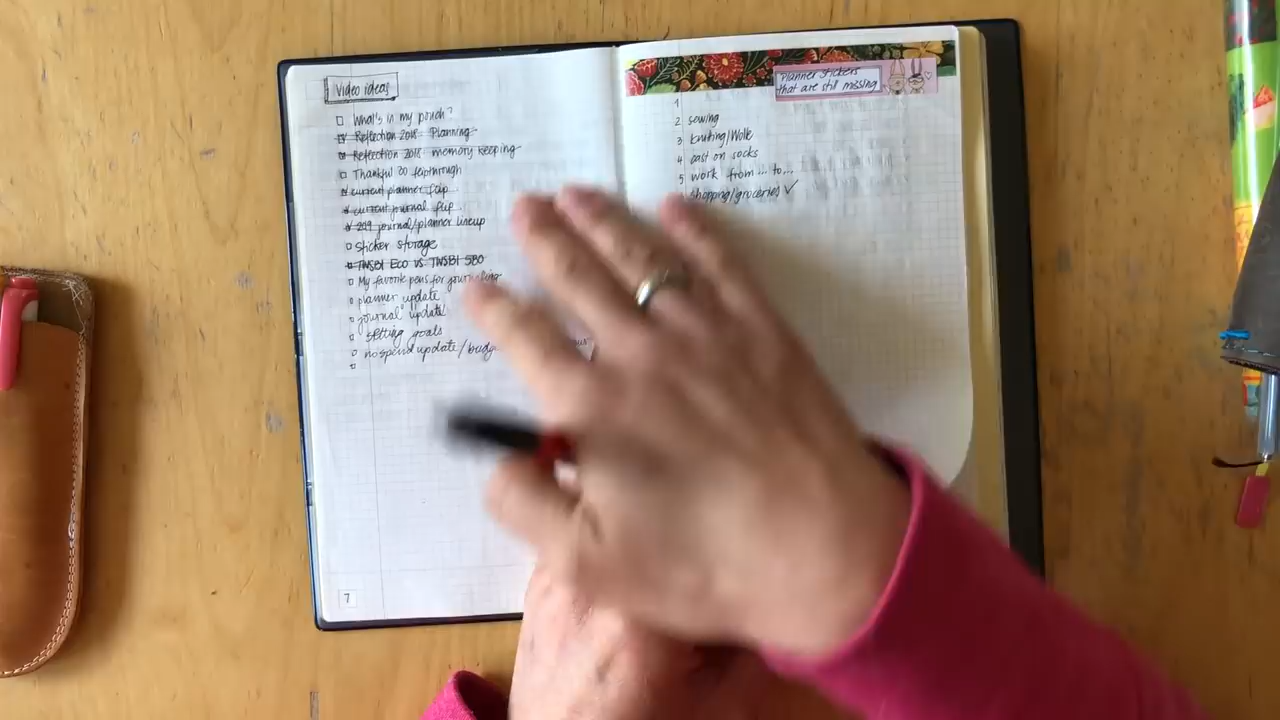 Video ideas
What's in my pouch?
Reflection 2018 Planning
Reflection 2018 memory keeping
Thankful 30 flipthrough
current planner flip
current journal flip
2019 journal/planner lineup
sticker storage
TWSBI Eco vs TWSBI 580
My favorite pens for journaling
planner update
journal update
setting goals
no spend update /
7
Planner stickers
that are still missing
1
2 sewing
3 knitting/Wolle
4 cast on socks
5 work from ... to...
shopping/groceries ✓